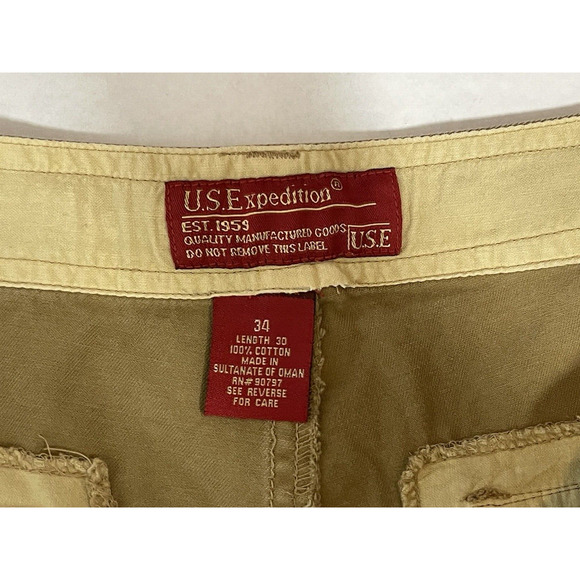 U.S.Expedition®
EST. 1959
QUALITY MANUFACTURED GOODS
DO NOT REMOVE THIS LABEL
U.S.E
34
LENGTH 30
100% COTTON
MADE IN
SULTANATE OF OMAN
RN# 90797
SEE REVERSE
FOR CARE